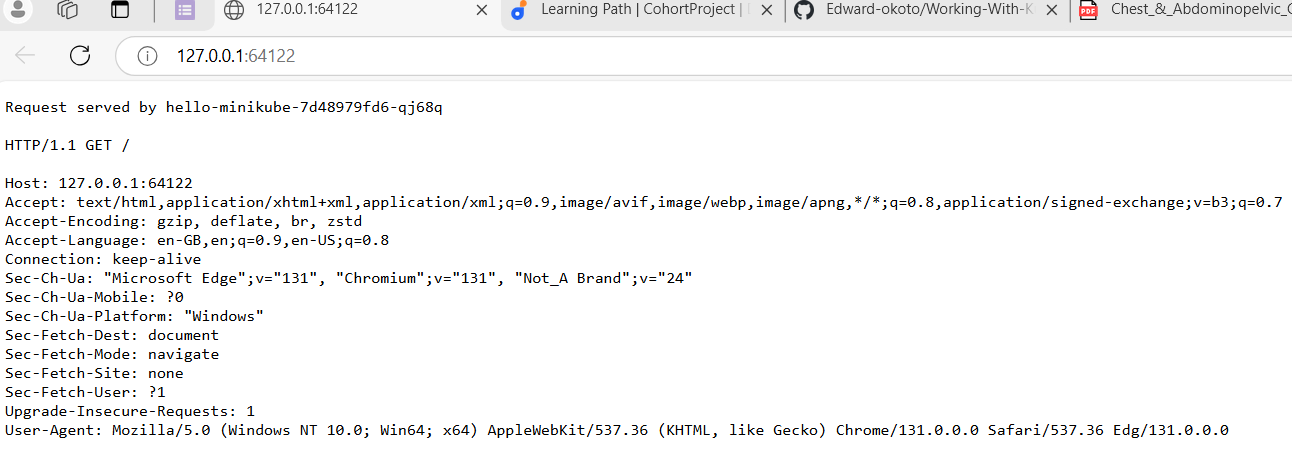 127.0.0.1:64122
Learning Path | CohortProject |
Edward-okoto/Working-With-K
Chest_&_Abdominopelvic_
127.0.0.1:64122
Request served by hello-minikube-7d48979fd6-qj68q
HTTP/1.1 GET /
Host: 127.0.0.1:64122
Accept: text/html,application/xhtml+xml,application/xml;q=0.9,image/avif,image/webp,image/apng,*/*;q=0.8,application/signed-exchange;v=b3;q=0.7
Accept-Encoding: gzip, deflate, br, zstd
Accept-Language: en-GB,en;q=0.9,en-US;q=0.8
Connection: keep-alive
Sec-Ch-Ua: "Microsoft Edge";v="131", "Chromium";v="131", "Not_A Brand";v="24"
Sec-Ch-Ua-Mobile: ?0
Sec-Ch-Ua-Platform: "Windows"
Sec-Fetch-Dest: document
Sec-Fetch-Mode: navigate
Sec-Fetch-Site: none
Sec-Fetch-User: ?1
Upgrade-Insecure-Requests: 1
User-Agent: Mozilla/5.0 (Windows NT 10.0; Win64; x64) AppleWebKit/537.36 (KHTML, like Gecko) Chrome/131.0.0.0 Safari/537.36 Edg/131.0.0.0